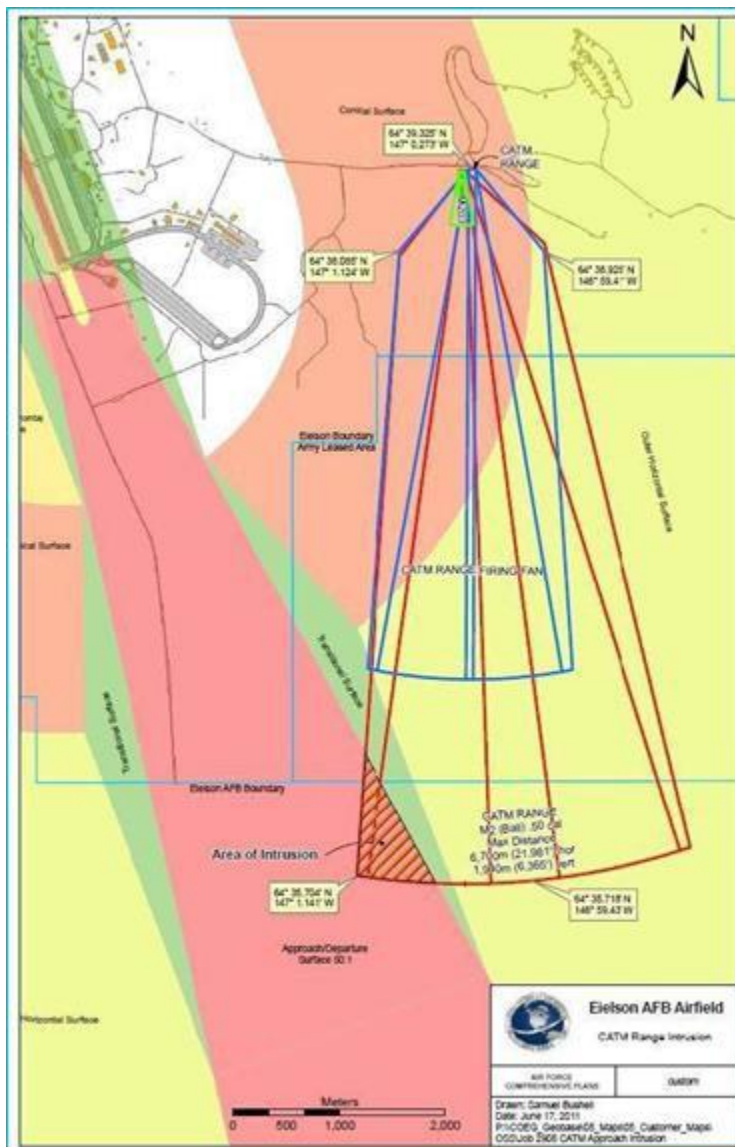 N
Conical Surface
64° 39.325' N
147° 0.273' W
CATM
RANGE
64° 38.085' N
147° 1.124' W
64° 38.925' N
146° 59.4' W
Eielson Boundary
Army Leased Area
Outer Horizontal Surface
ical Surface
CATM RANGE FIRING FAN
Transitional Surface
Transitional Surface
Eielson AFB Boundary
CATM RANGE
M2 (Ball) .50 cal
Max Distance
Area of Intrusion
64° 35.704' N
147° 1.141' W
64° 35.718' N
146° 59.43' W
Approach/Departure
Surface 50:1
Horizontal Surface
Eielson AFB Airfield
CATM Range Intrusion
AIR FORCE
COMPREHENSIVE PLANS
custom
Meters
0 500 1,000 2,000
Drawn: Samuel Bushell
Date: June 17, 2011